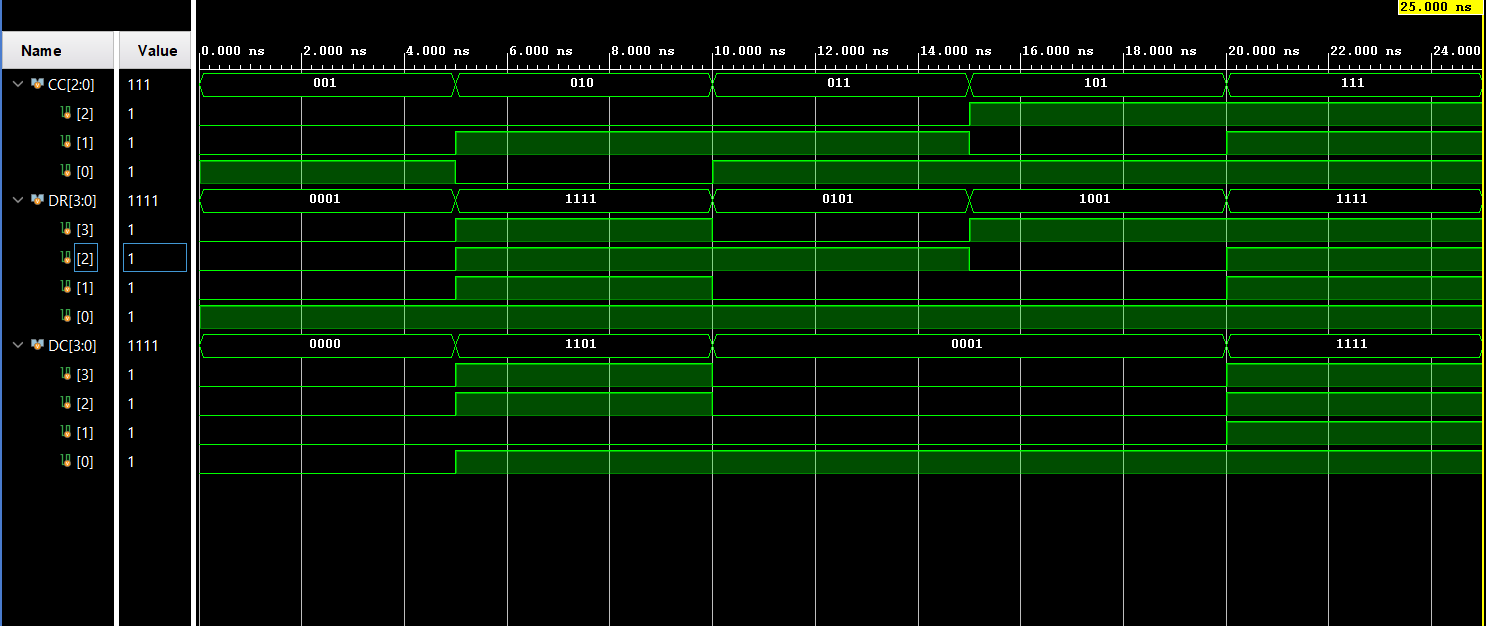 25.000 ns
Name Value 0.000 ns 2.000 ns 4.000 ns 6.000 ns 8.000 ns 10.000 ns 12.000 ns 14.000 ns 16.000 ns 18.000 ns 20.000 ns 22.000 ns 24.000
CC[2:0] 111 001 010 011 101 111
[2] 1
[1] 1
[0] 1
DR[3:0] 1111 0001 1111 0101 1001 1111
[3] 1
[2] 1
[1] 1
[0] 1
DC[3:0] 1111 0000 1101 0001 1111
[3] 1
[2] 1
[1] 1
[0] 1